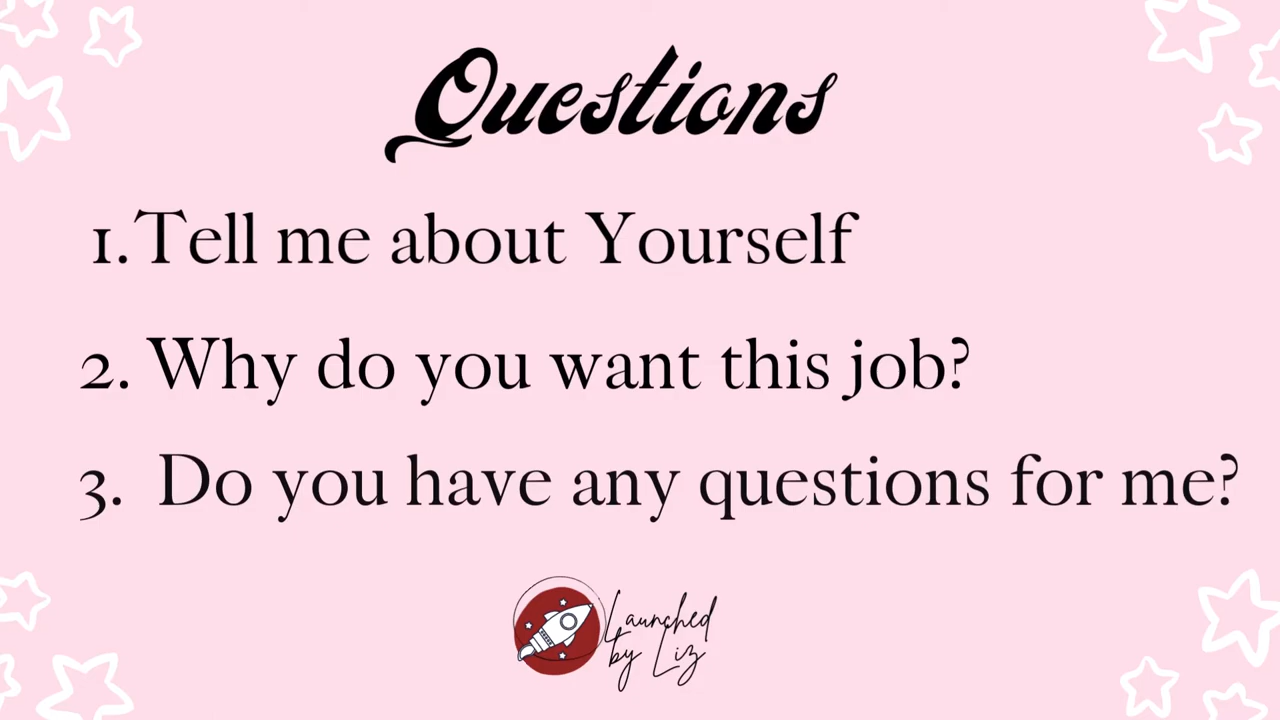 Questions
1. Tell me about Yourself
2. Why do you want this job?
3. Do you have any questions for me?
Launched
by Liz